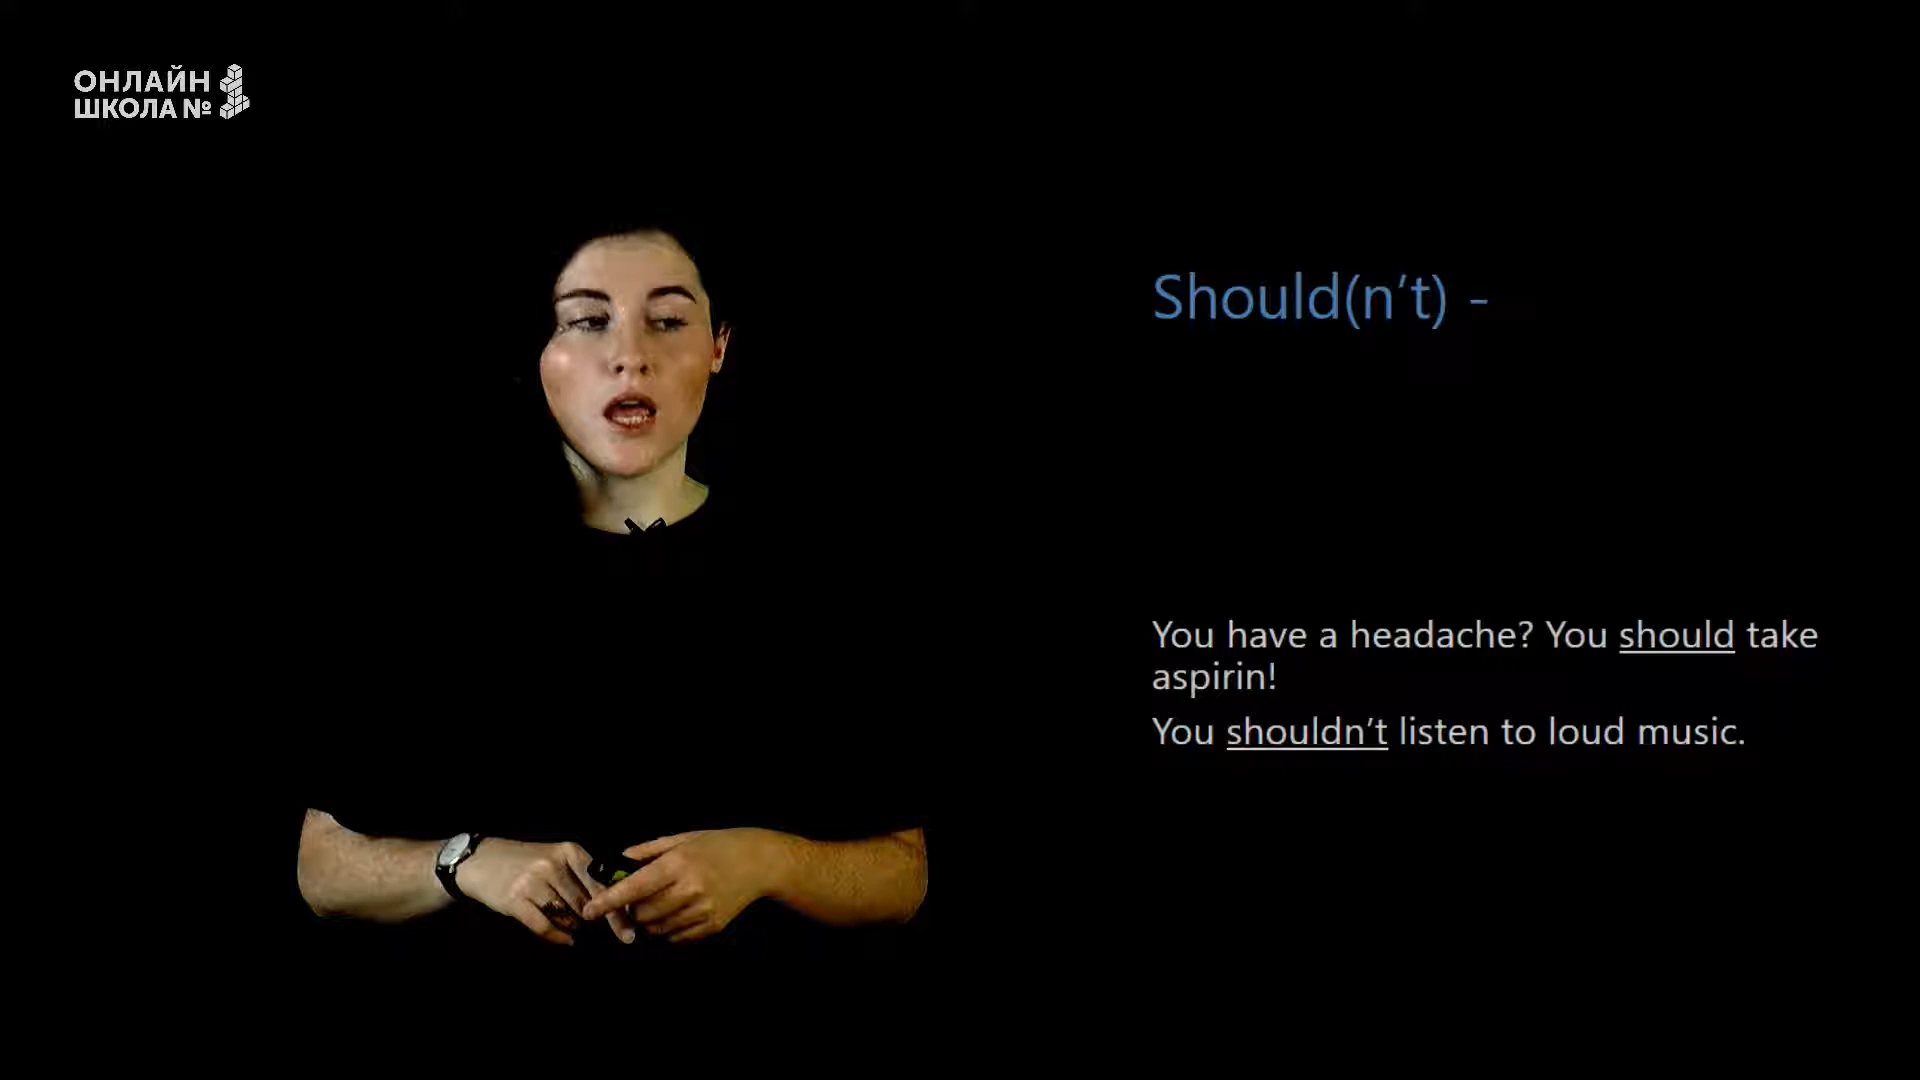 ОНЛАЙН
ШКОЛА №
Should(n’t) -
You have a headache? You should take
aspirin!
You shouldn’t listen to loud music.